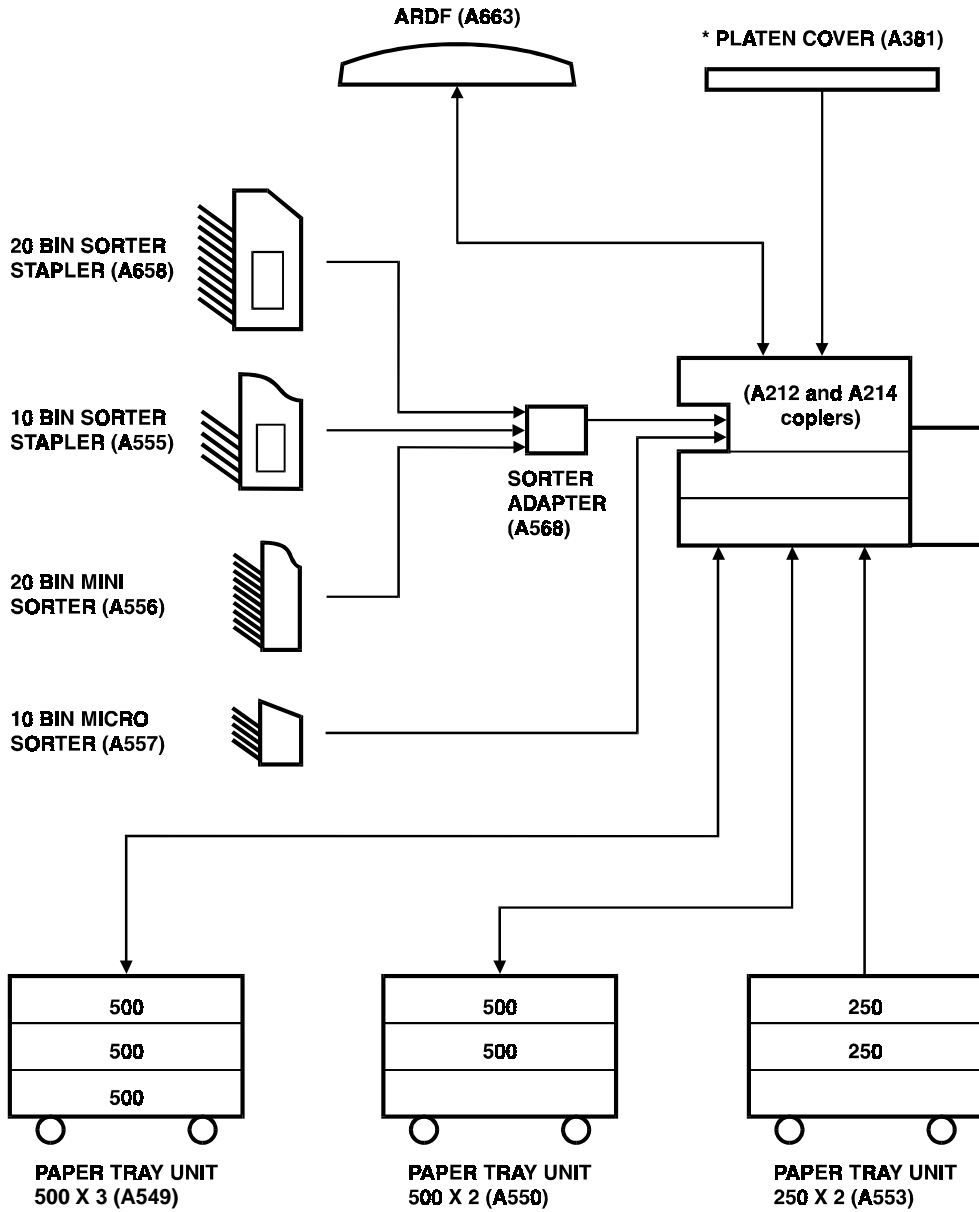 ARDF (A663)
* PLATEN COVER (A381)
20 BIN SORTER
STAPLER (A658)
10 BIN SORTER
STAPLER (A555)
(A212 and A214
copiers)
SORTER
ADAPTER
(A568)
20 BIN MINI
SORTER (A556)
10 BIN MICRO
SORTER (A557)
500
500
500
500
500
250
250
PAPER TRAY UNIT
500 X 3 (A549)
PAPER TRAY UNIT
500 X 2 (A550)
PAPER TRAY UNIT
250 X 2 (A553)